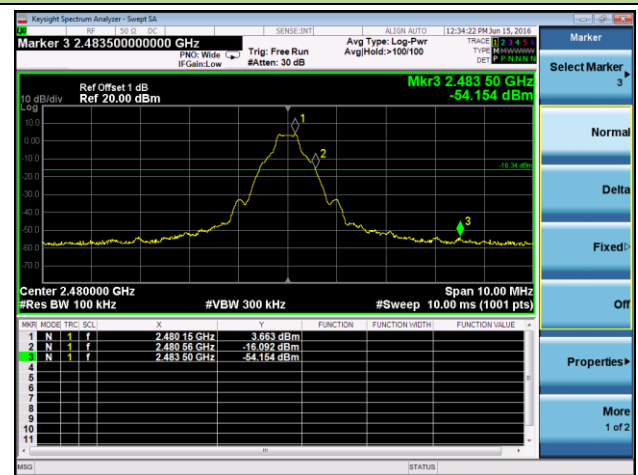 Keysight Spectrum Analyzer - Swept SA
RF 50 Ω DC SENSE:INT ALIGN AUTO 12:34:22 PM Jun 15, 2016
Marker 3 2.483500000000 GHz
PNO: Wide
IFGain:Low
Trig: Free Run
#Atten: 30 dB
Avg Type: Log-Pwr
Avg|Hold:>100/100
TRACE 1 2 3 4 5 6
TYPE MWWWWW
DET P P N N N N
Mkr3 2.483 50 GHz
-54.154 dBm
Ref Offset 1 dB
10 dB/div Ref 20.00 dBm
Log
10.0
0.00
-10.0
-20.0
-30.0
-40.0
-50.0
-60.0
-70.0
1
2
3
-16.34 dBm
Center 2.480000 GHz Span 10.00 MHz
#Res BW 100 kHz #VBW 300 kHz #Sweep 10.00 ms (1001 pts)
MKR MODE TRC SCL X Y FUNCTION FUNCTION WIDTH FUNCTION VALUE
1 N 1 f 2.480 15 GHz 3.663 dBm
2 N 1 f 2.480 56 GHz -16.092 dBm
3 N 1 f 2.483 50 GHz -54.154 dBm
4
5
6
7
8
9
10
11
MSG STATUS
Marker
Select Marker
3
Normal
Delta
Fixed
Off
Properties
More
1 of 2